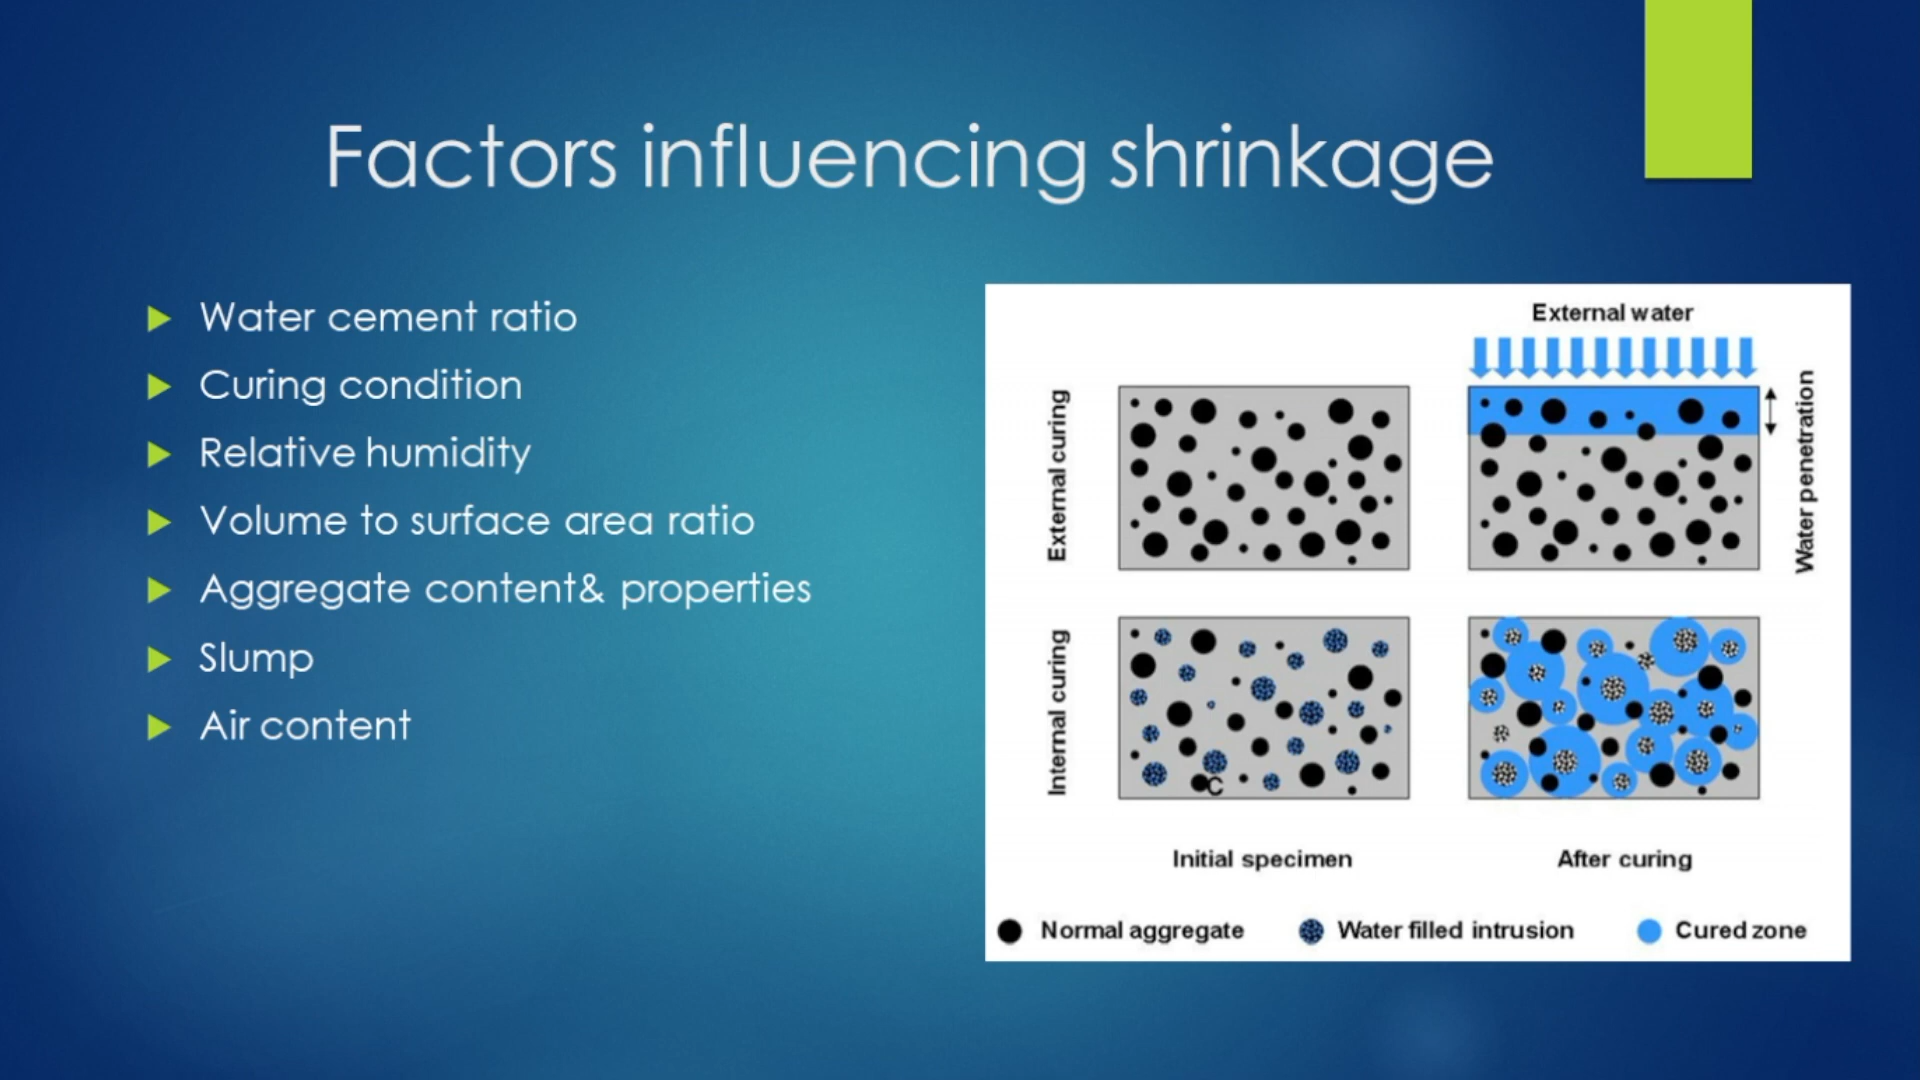 Factors influencing shrinkage
Water cement ratio
Curing condition
Relative humidity
Volume to surface area ratio
Aggregate content& properties
Slump
Air content
External water
External curing
Water penetration
Internal curing
C
Initial specimen
After curing
Normal aggregate
Water filled intrusion
Cured zone